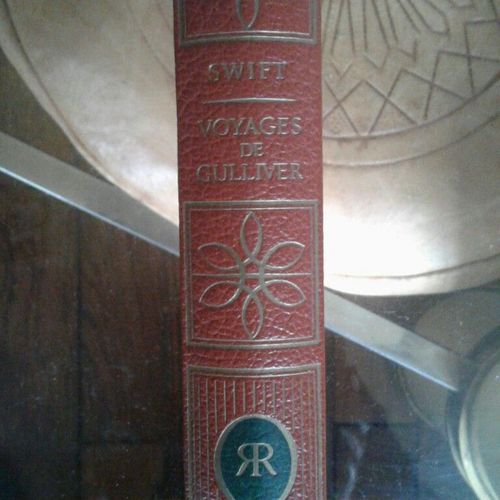 SWIFT
VOYAGES
DE
GULLIVER
RR